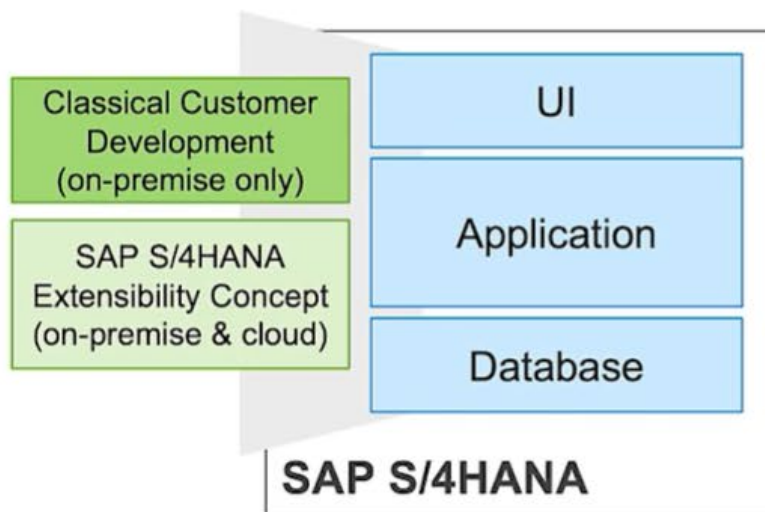 Classical Customer
Development
(on-premise only)
SAP S/4HANA
Extensibility Concept
(on-premise & cloud)
UI
Application
Database
SAP S/4HANA